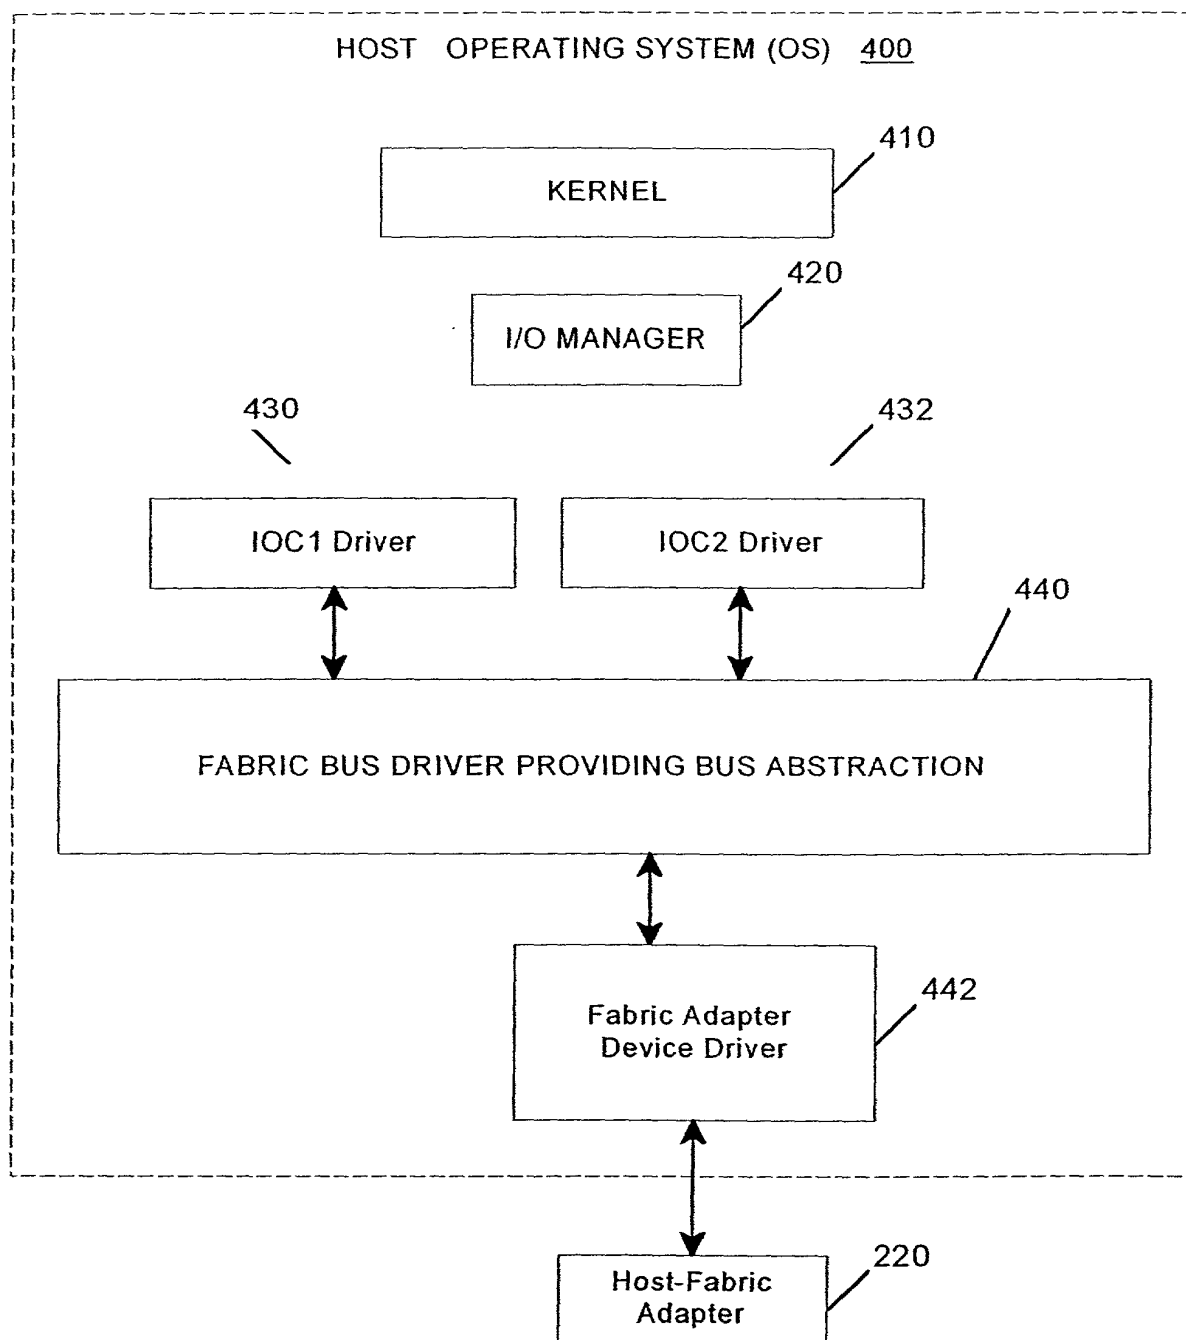 HOST OPERATING SYSTEM (OS) 400
410
KERNEL
420
I/O MANAGER
430
432
IOC1 Driver
IOC2 Driver
440
FABRIC BUS DRIVER PROVIDING BUS ABSTRACTION
442
Fabric Adapter
Device Driver
220
Host-Fabric
Adapter